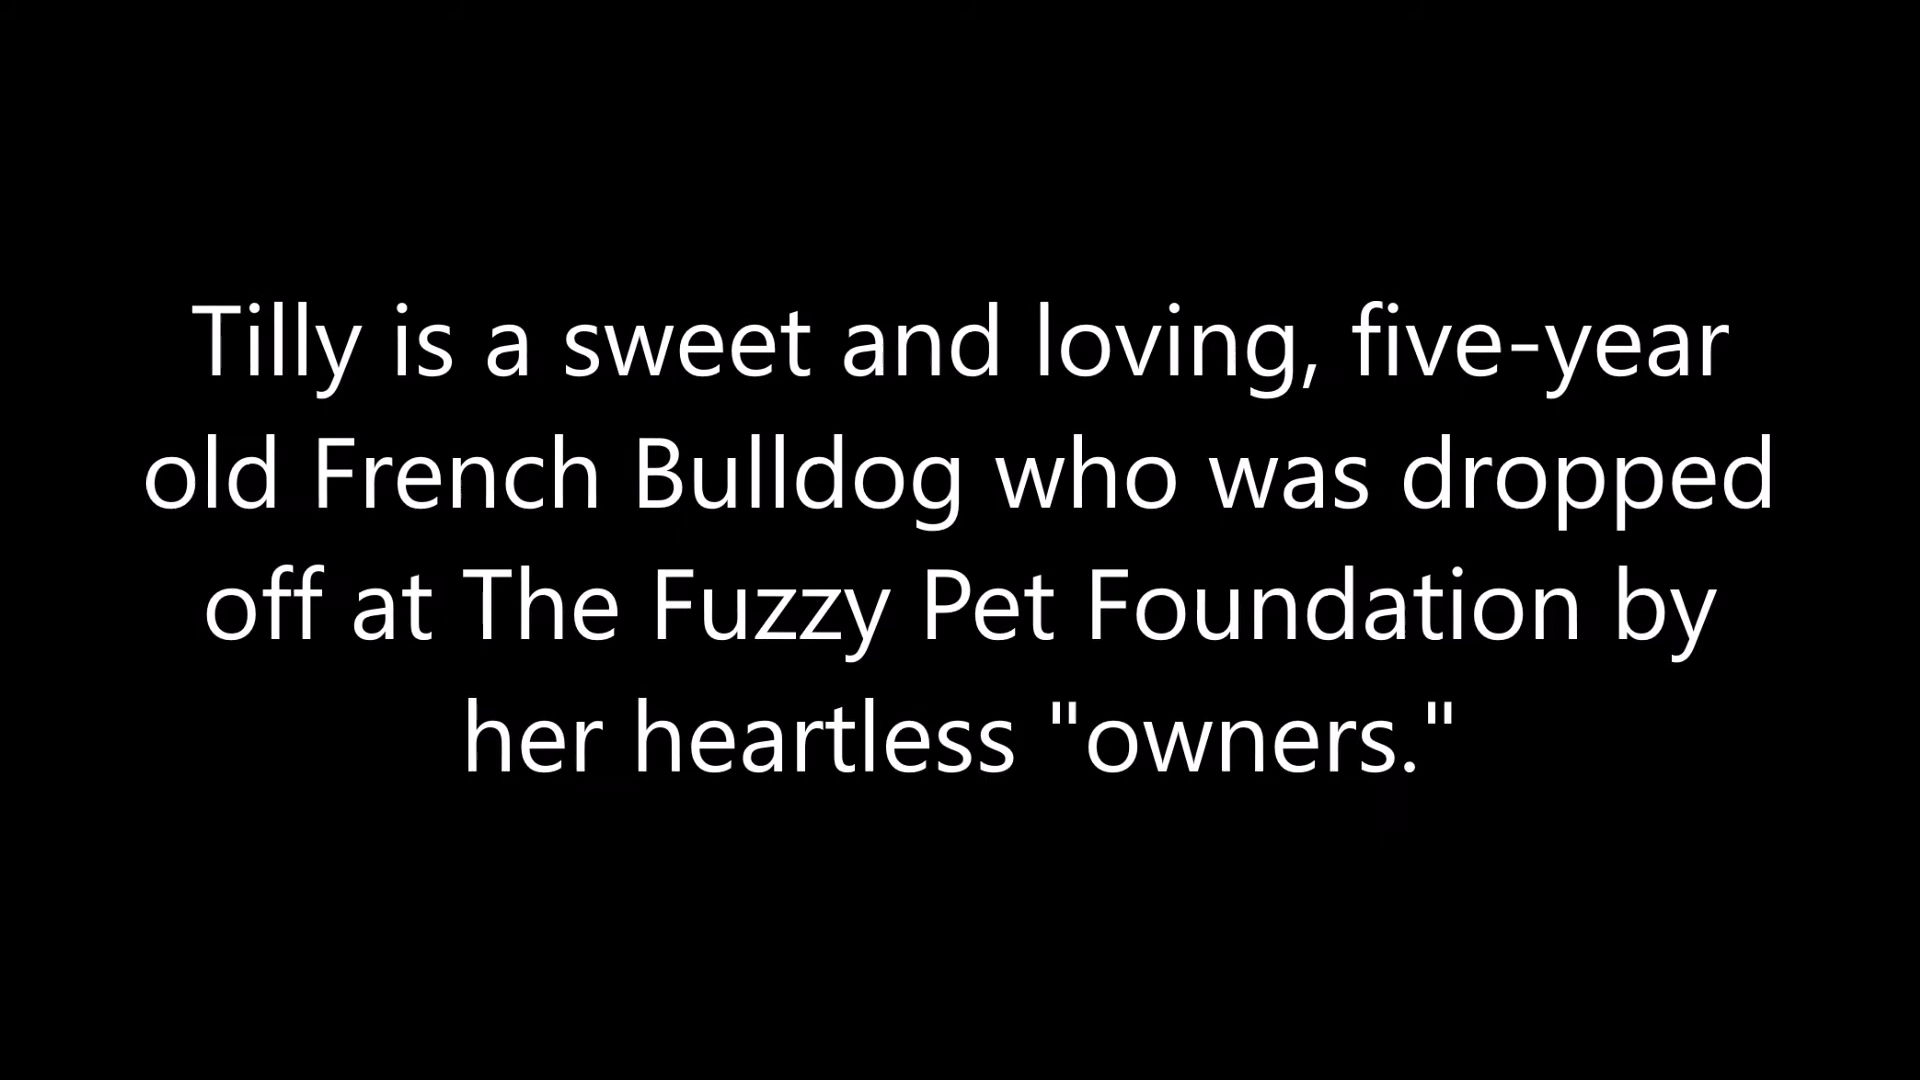 Tilly is a sweet and loving, five-year
old French Bulldog who was dropped
off at The Fuzzy Pet Foundation by
her heartless "owners."